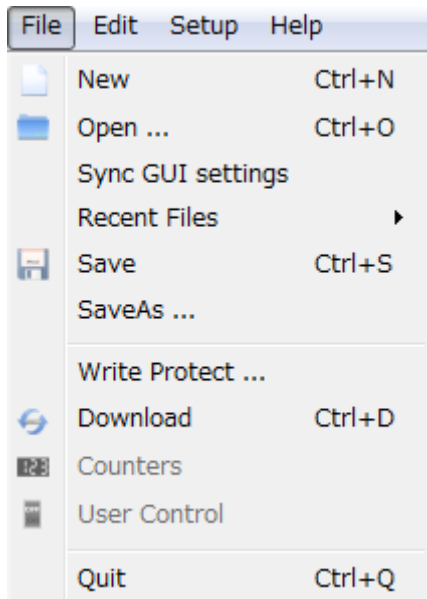 File Edit Setup Help
New Ctrl+N
Open ... Ctrl+O
Sync GUI settings
Recent Files
Save Ctrl+S
SaveAs ...
Write Protect ...
Download Ctrl+D
123 Counters
User Control
Quit Ctrl+Q